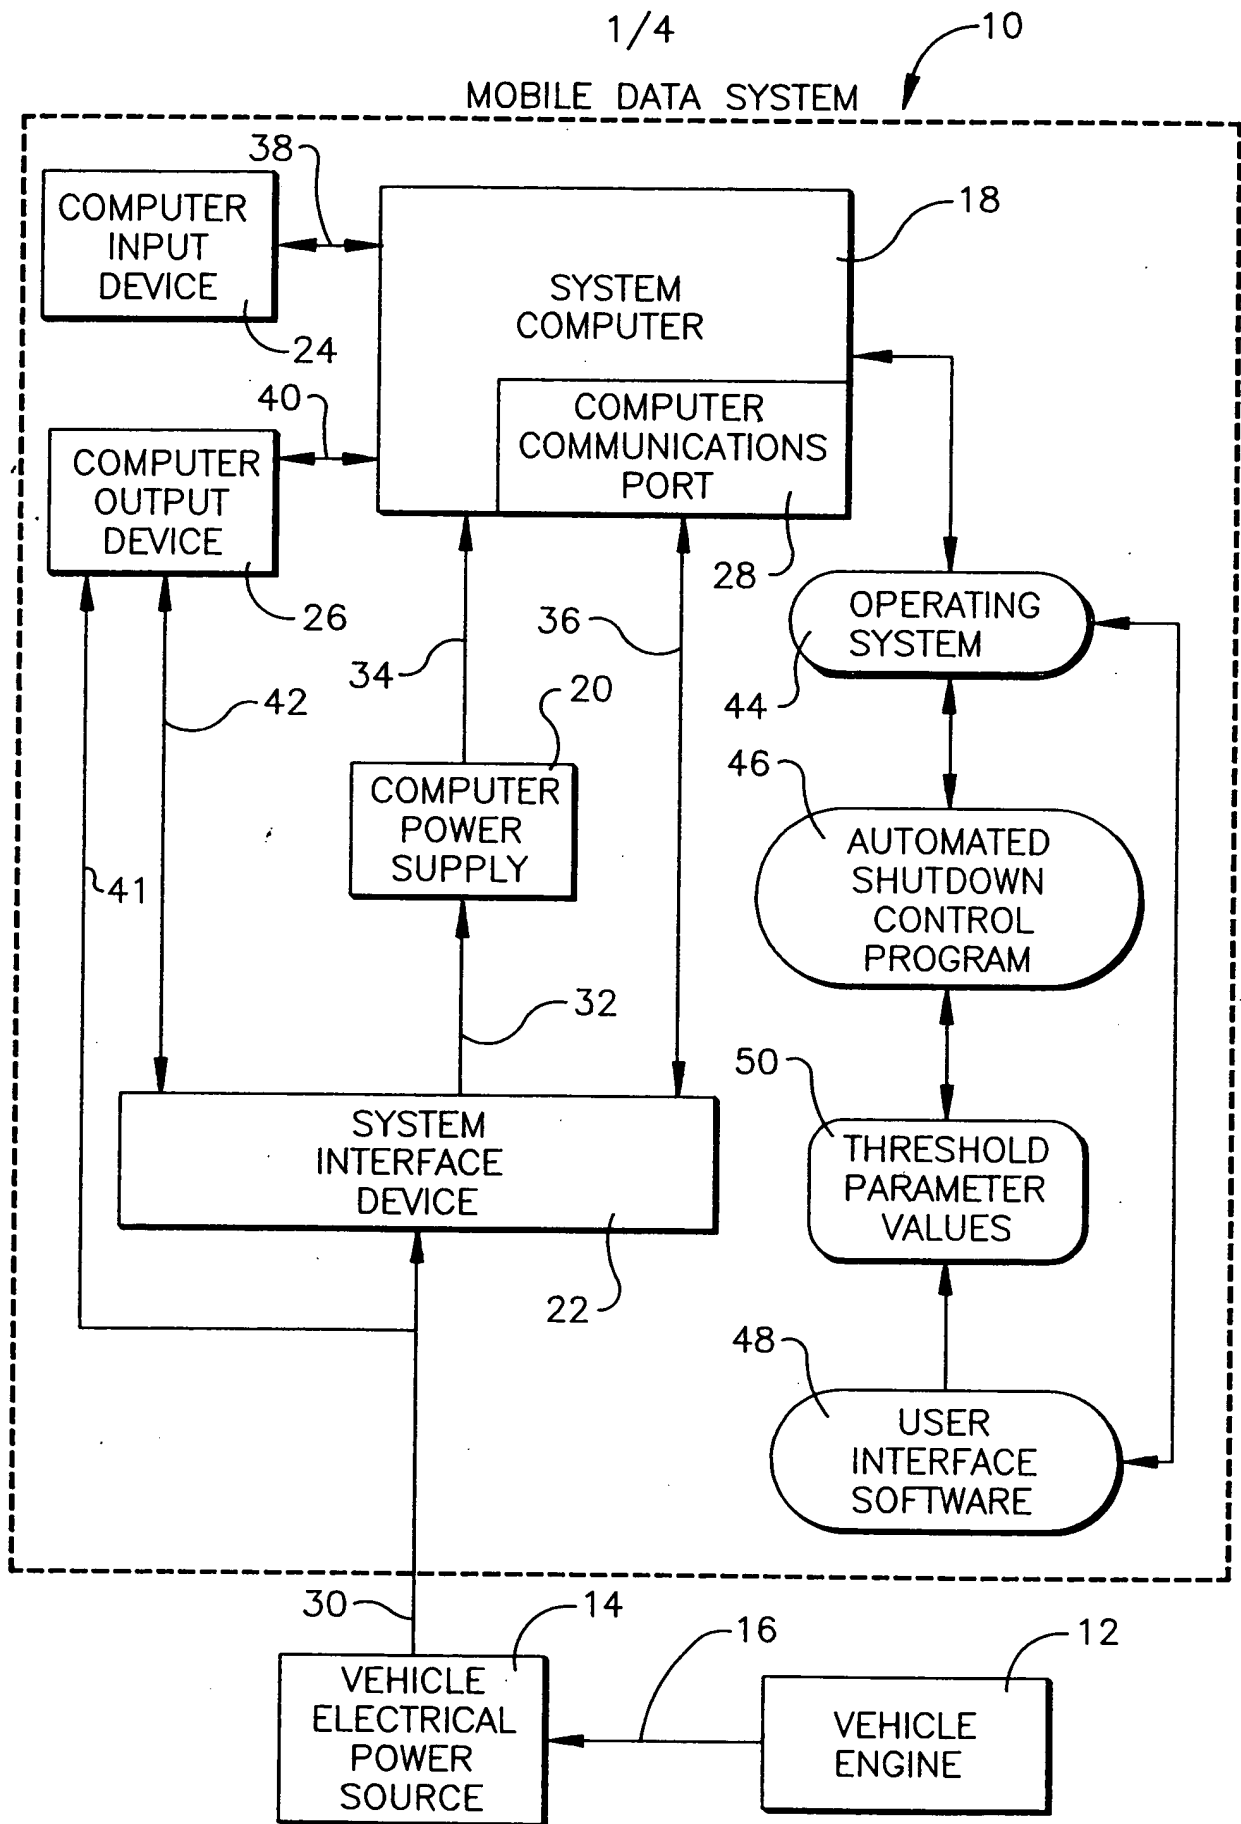 1/4
10
MOBILE DATA SYSTEM
38
COMPUTER
INPUT
DEVICE
24
18
SYSTEM
COMPUTER
40
COMPUTER
COMMUNICATIONS
PORT
28
COMPUTER
OUTPUT
DEVICE
26
34
36
OPERATING
SYSTEM
44
42
20
COMPUTER
POWER
SUPPLY
46
AUTOMATED
SHUTDOWN
CONTROL
PROGRAM
41
32
50
THRESHOLD
PARAMETER
VALUES
SYSTEM
INTERFACE
DEVICE
22
48
USER
INTERFACE
SOFTWARE
30
14
VEHICLE
ELECTRICAL
POWER
SOURCE
16
12
VEHICLE
ENGINE